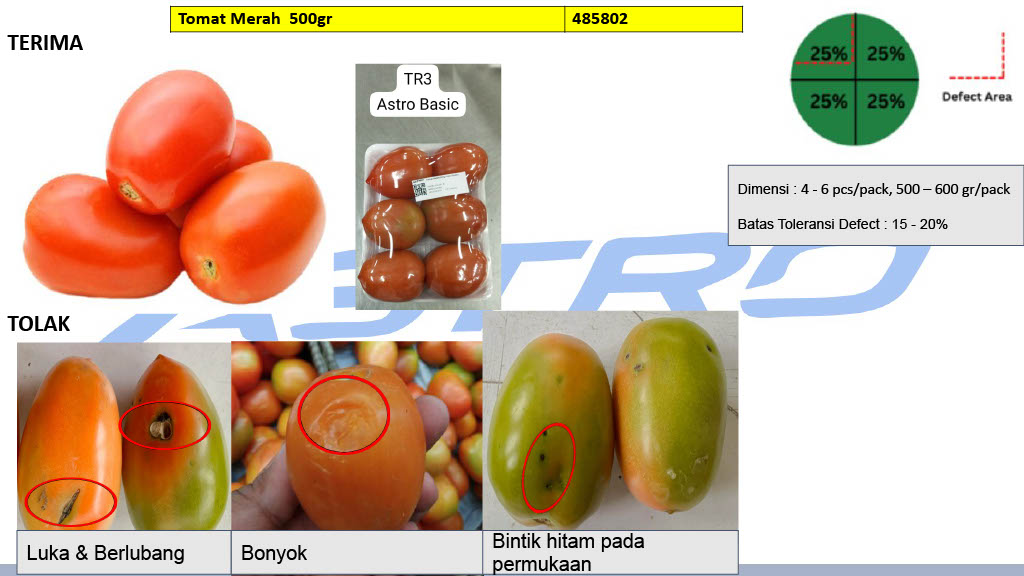 Tomat Merah 500gr 485802
TERIMA
TR3
Astro Basic
25% 25%
25% 25%
Defect Area
Dimensi : 4 - 6 pcs/pack, 500 – 600 gr/pack
Batas Toleransi Defect : 15 - 20%
ASTRO
TOLAK
Luka & Berlubang
Bonyok
Bintik hitam pada
permukaan